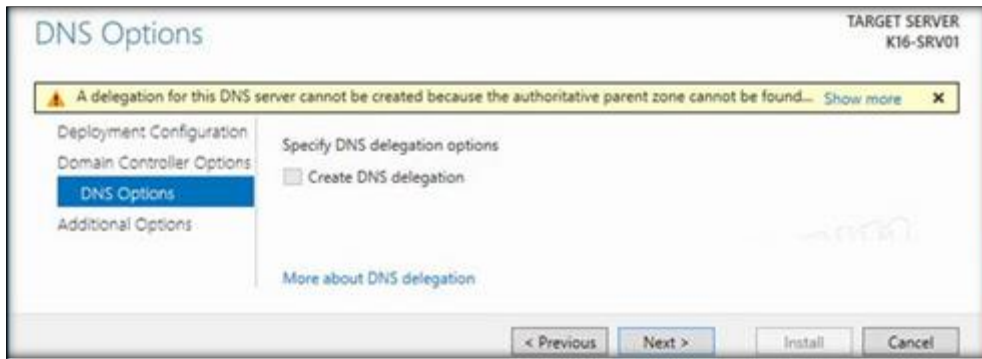 DNS Options
TARGET SERVER
K16-SRV01
A delegation for this DNS server cannot be created because the authoritative parent zone cannot be found... Show more
Deployment Configuration
Domain Controller Options
DNS Options
Additional Options
Specify DNS delegation options
Create DNS delegation
More about DNS delegation
< Previous
Next >
Install
Cancel